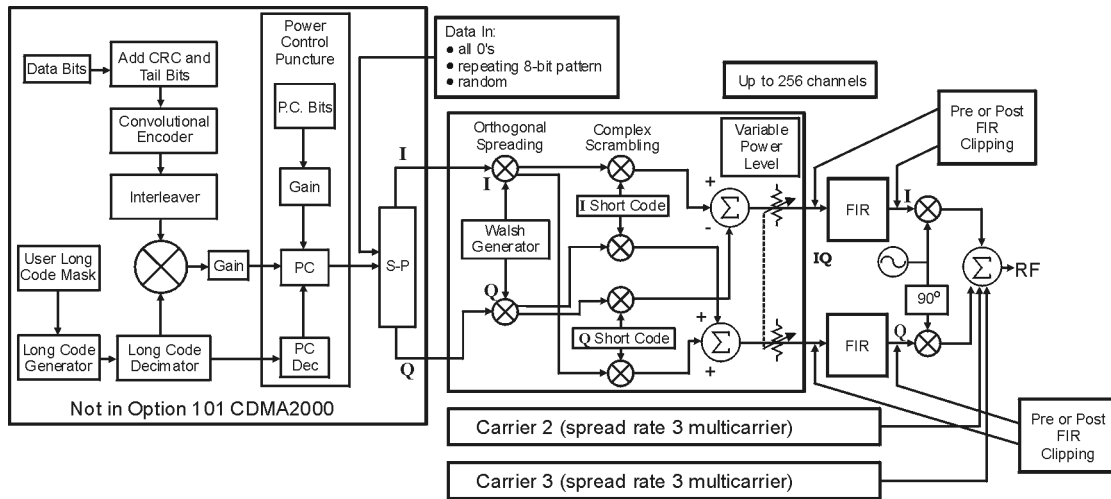 Data Bits
Add CRC and
Tail Bits
Convolutional
Encoder
Interleaver
User Long
Code Mask
Long Code
Generator
Long Code
Decimator
Gain
Power
Control
Puncture
P.C. Bits
Gain
PC
PC
Dec
Not in Option 101 CDMA2000
Data In:
• all 0's
• repeating 8-bit pattern
• random
S-P
I
Q
Up to 256 channels
Orthogonal
Spreading
Complex
Scrambling
Variable
Power
Level
I
Walsh
Generator
Q
I Short Code
Q Short Code
+
-
Σ
+
+
Σ
IQ
FIR
FIR
Pre or Post
FIR
Clipping
I
90º
Q
Σ
RF
Pre or Post
FIR
Clipping
Carrier 2 (spread rate 3 multicarrier)
Carrier 3 (spread rate 3 multicarrier)